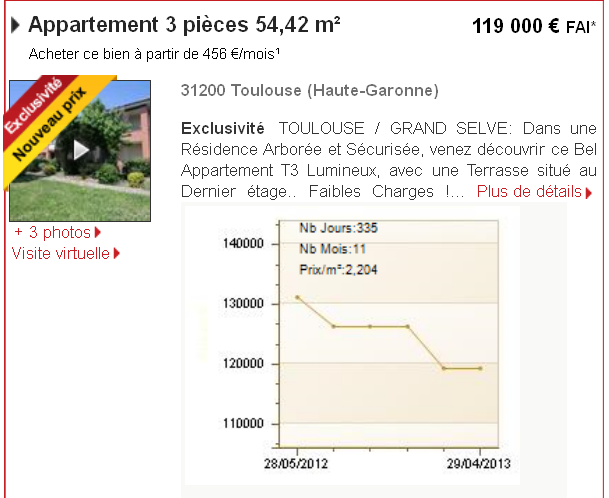 Appartement 3 pièces 54,42 m²
119 000 € FAI*
Acheter ce bien à partir de 456 €/mois¹
Exclusivité
Nouveau prix
31200 Toulouse (Haute-Garonne)
Exclusivité TOULOUSE / GRAND SELVE: Dans une
Résidence Arborée et Sécurisée, venez découvrir ce Bel
Appartement T3 Lumineux, avec une Terrasse situé au
Dernier étage.. Faibles Charges !... Plus de détails
+ 3 photos
Visite virtuelle
Nb Jours:335
Nb Mois:11
Prix/m²:2,204
140000
130000
120000
110000
28/05/2012
29/04/2013